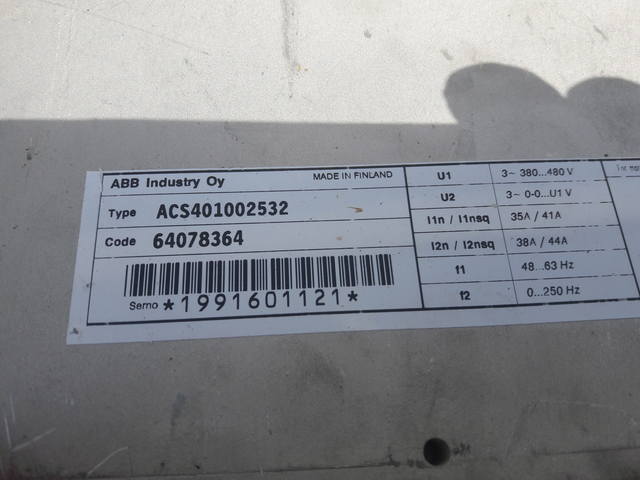 ABB Industry Oy MADE IN FINLAND
Type ACS401002532
Code 64078364
Serno *1991601121*
U1 3~ 380...480 V
U2 3~ 0-0...U1 V
I1n / I1nsq 35A / 41A
I2n / I2nsq 38A / 44A
f1 48...63 Hz
f2 0...250 Hz